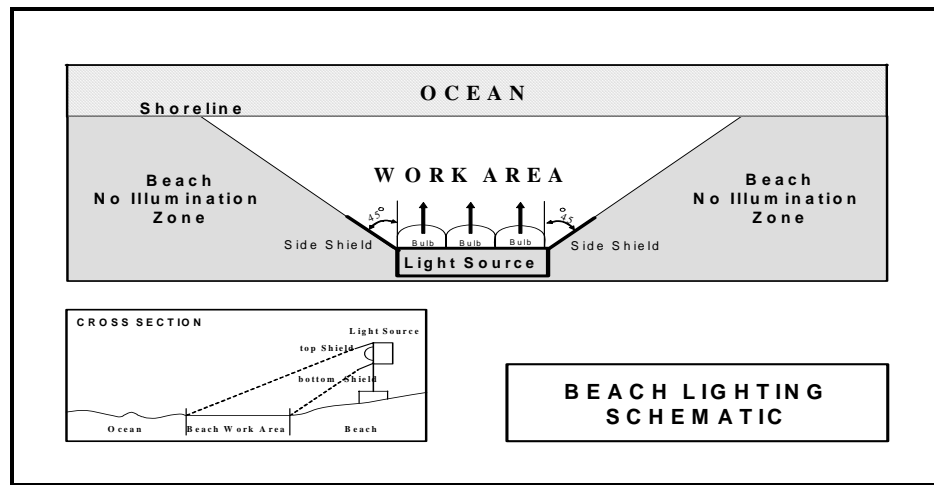 OCEAN
Shoreline
WORK AREA
Beach
No Illumination
Zone
Beach
No Illumination
Zone
45°
45°
Side Shield
Bulb
Bulb
Bulb
Side Shield
Light Source
CROSS SECTION
Light Source
top Shield
bottom Shield
Ocean
Beach Work Area
Beach
BEACH LIGHTING
SCHEMATIC